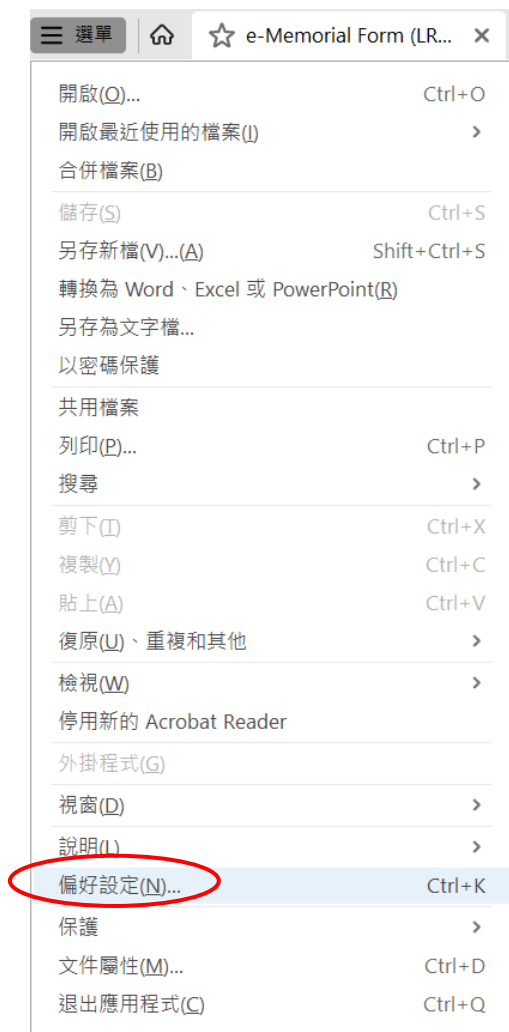 選單 e-Memorial Form (LR...
開啟(O)... Ctrl+O
開啟最近使用的檔案(I)
合併檔案(B)
儲存(S) Ctrl+S
另存新檔(V)...(A) Shift+Ctrl+S
轉換為 Word、Excel 或 PowerPoint(R)
另存為文字檔...
以密碼保護
共用檔案
列印(P)... Ctrl+P
搜尋
剪下(T) Ctrl+X
複製(Y) Ctrl+C
貼上(A) Ctrl+V
復原(U)、重複和其他
檢視(W)
停用新的 Acrobat Reader
外掛程式(G)
視窗(D)
說明(L)
偏好設定(N)... Ctrl+K
保護
文件屬性(M)... Ctrl+D
退出應用程式(C) Ctrl+Q